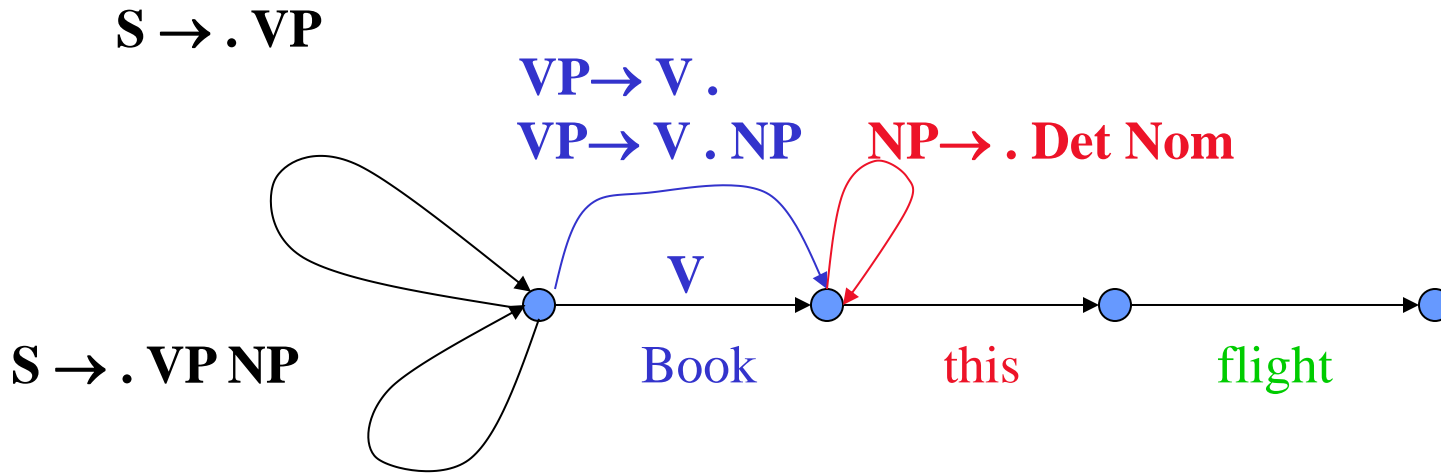 S → . VP
VP→ V .
VP→ V . NP
NP→ . Det Nom
V
S → . VP NP
Book
this
flight